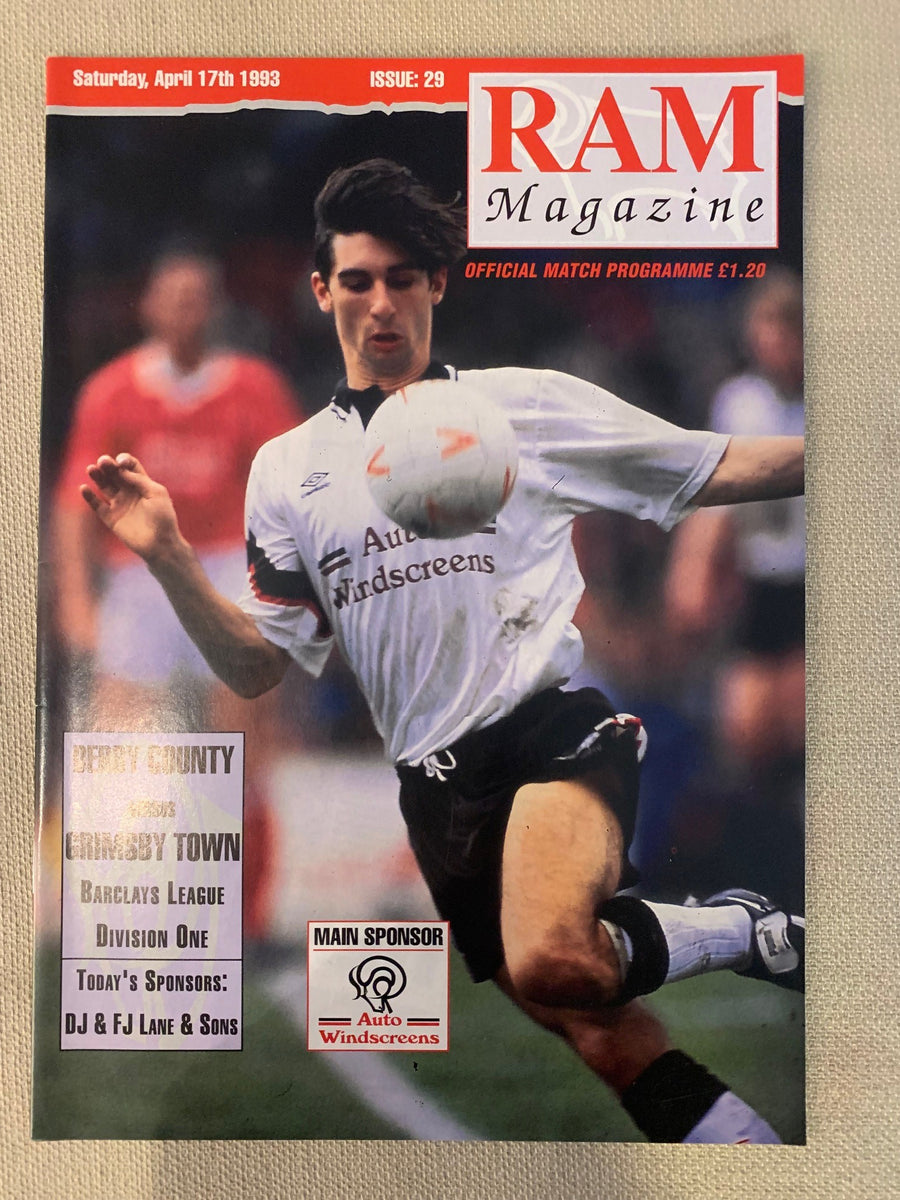 Saturday, April 17th 1993
ISSUE: 29
RAM
Magazine
OFFICIAL MATCH PROGRAMME £1.20
Auto
Windscreens
DERBY COUNTY
VERSUS
GRIMSBY TOWN
BARCLAYS LEAGUE
DIVISION ONE
TODAY'S SPONSORS:
DJ & FJ LANE & SONS
MAIN SPONSOR
Auto
Windscreens